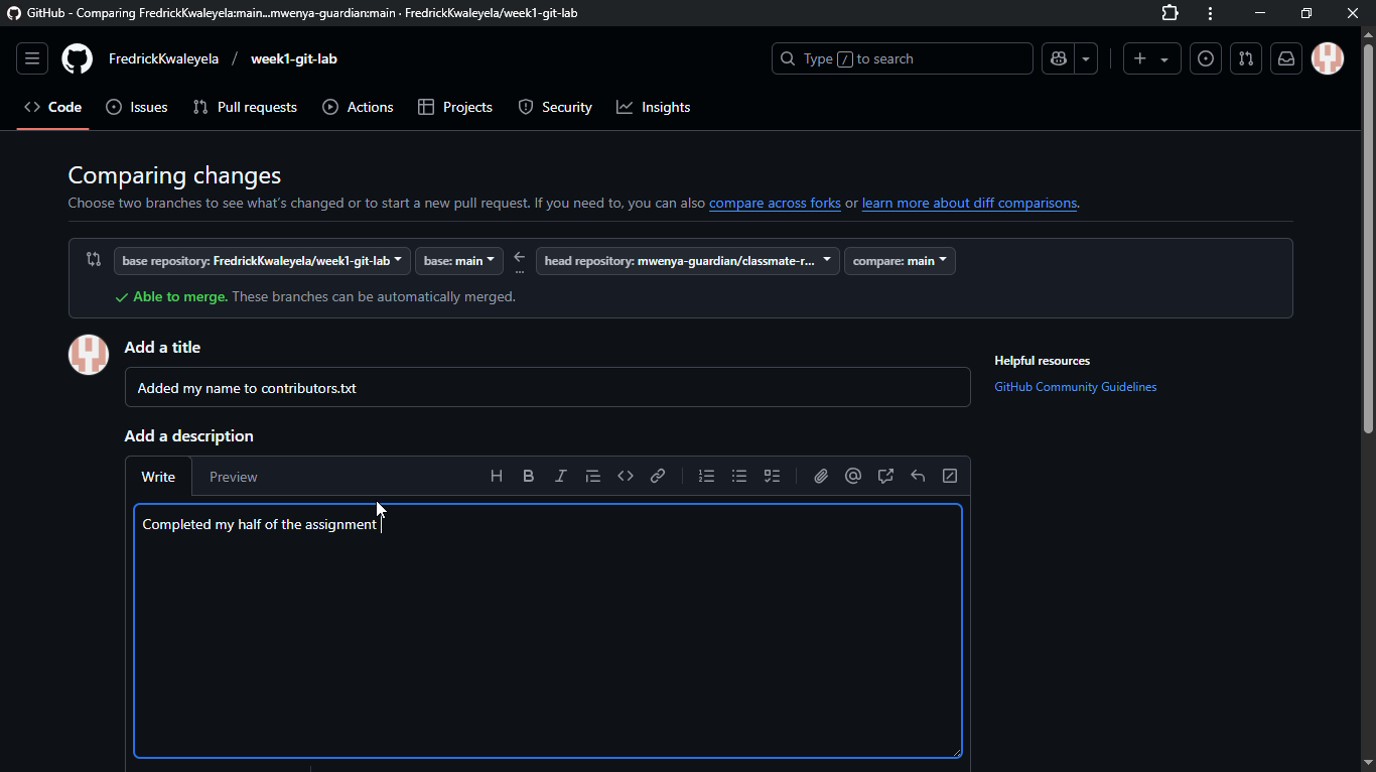 GitHub - Comparing FredrickKwaleyela:main...mwenya-guardian:main · FredrickKwaleyela/week1-git-lab
FredrickKwaleyela / week1-git-lab
Type / to search
Code Issues Pull requests Actions Projects Security Insights
Comparing changes
Choose two branches to see what's changed or to start a new pull request. If you need to, you can also compare across forks or learn more about diff comparisons.
base repository: FredrickKwaleyela/week1-git-lab base: main ← head repository: mwenya-guardian/classmate-r... compare: main
...
✓ Able to merge. These branches can be automatically merged.
Add a title
Helpful resources
Added my name to contributors.txt
GitHub Community Guidelines
Add a description
Write Preview
Completed my half of the assignment